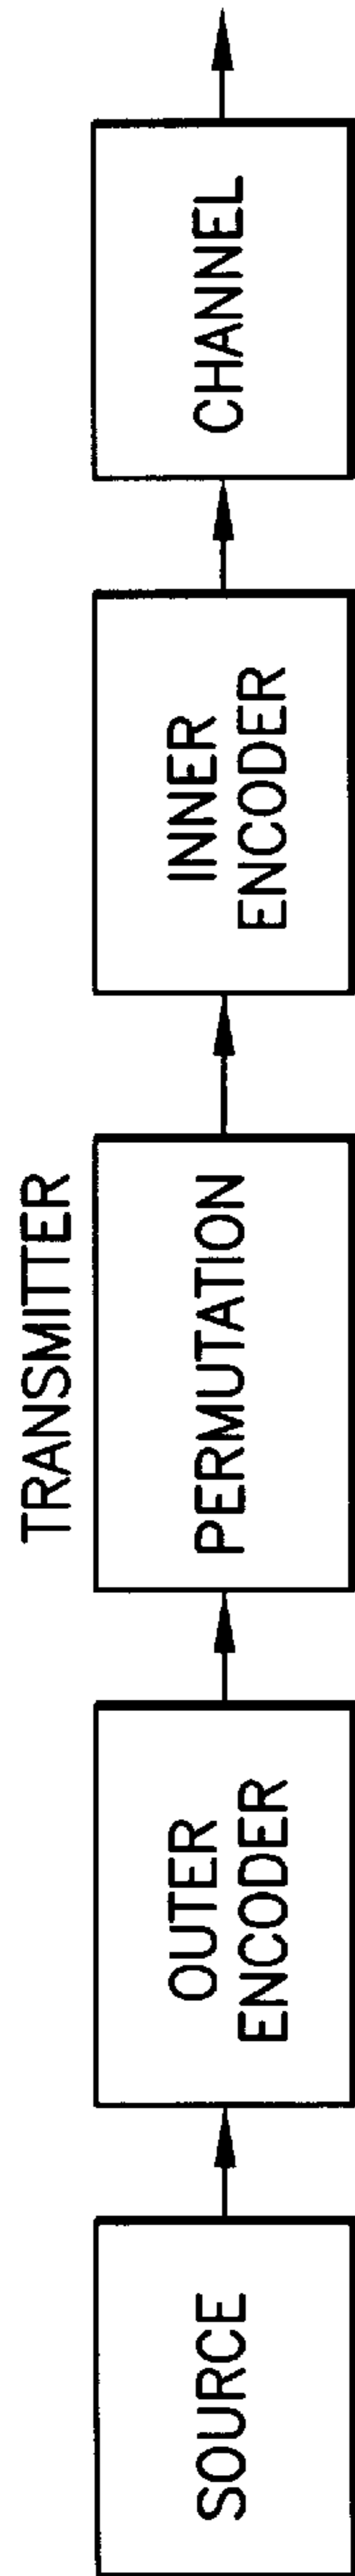 TRANSMITTER
SOURCE
OUTER
ENCODER
PERMUTATION
INNER
ENCODER
CHANNEL